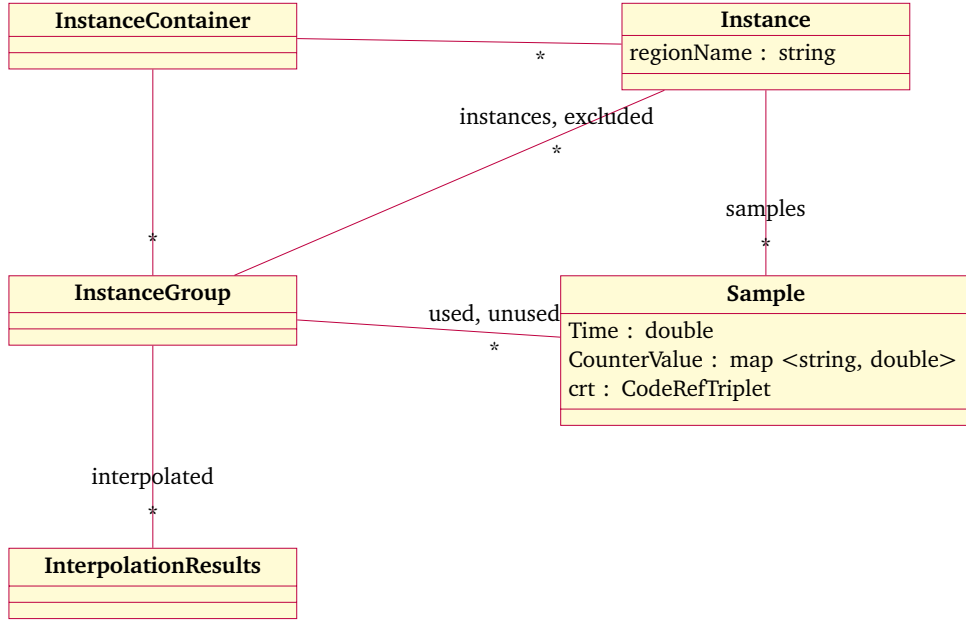 InstanceContainer
Instance
regionName : string
*
instances, excluded
*
samples
*
*
InstanceGroup
Sample
used, unused
*
Time : double
CounterValue : map <string, double>
crt : CodeRefTriplet
interpolated
*
InterpolationResults